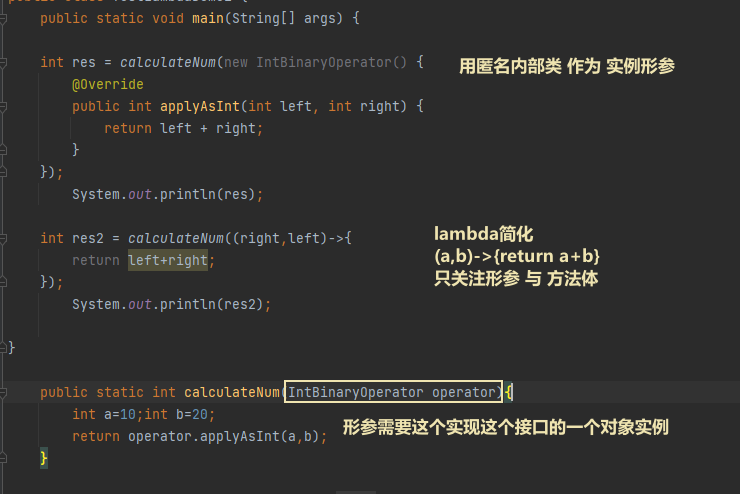 public static void main(String[] args) {
int res = calculateNum(new IntBinaryOperator() {
用匿名内部类 作为 实例形参
@Override
public int applyAsInt(int left, int right) {
return left + right;
}
});
System.out.println(res);
int res2 = calculateNum((right,left)->{
lambda简化
return left+right;
(a,b)->{return a+b}
});
只关注形参 与 方法体
System.out.println(res2);
}
public static int calculateNum(IntBinaryOperator operator){
int a=10;int b=20;
return operator.applyAsInt(a,b);
形参需要这个实现这个接口的一个对象实例
}